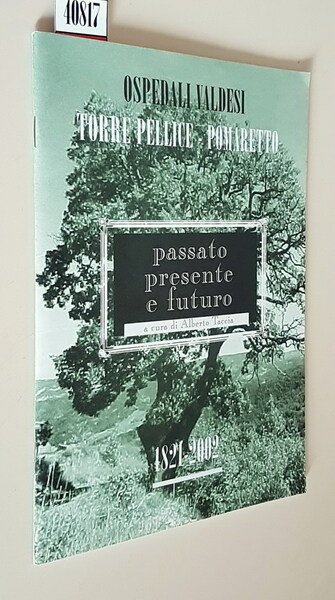 40817
OSPEDALI VALDESI
TORRE PELLICE - POMARETTO
passato
presente
e futuro
a cura di Alberto Taccia
1821-2002